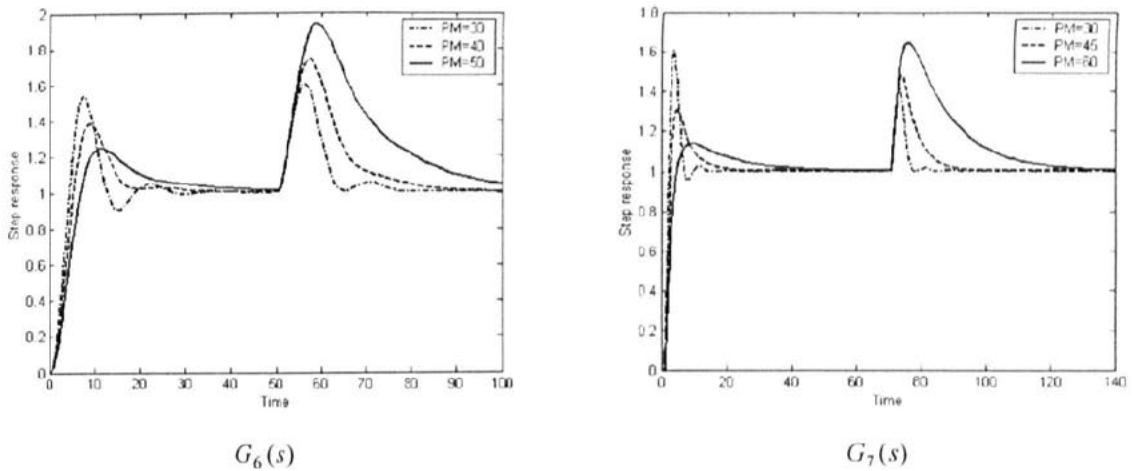 2
1.8
1.6
1.4
1.2
1
0.8
0.6
0.4
0.2
0
Step response
0 10 20 30 40 50 60 70 80 90 100
Time
PM=30
PM=40
PM=50
G6(s)
1.8
1.6
1.4
1.2
1
0.8
0.6
0.4
0.2
0
Step response
0 20 40 60 80 100 120 140
Time
PM=30
PM=45
PM=60
G7(s)